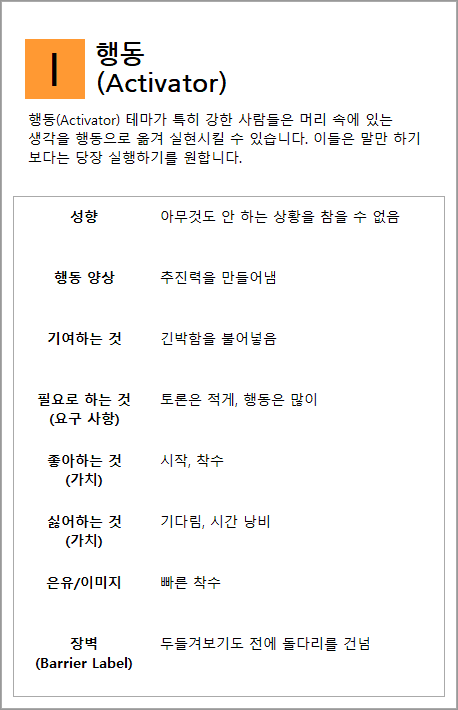 I
행동
(Activator)
행동(Activator) 테마가 특히 강한 사람들은 머리 속에 있는
생각을 행동으로 옮겨 실현시킬 수 있습니다. 이들은 말만 하기
보다는 당장 실행하기를 원합니다.
성향 아무것도 안 하는 상황을 참을 수 없음
행동 양상 추진력을 만들어냄
기여하는 것 긴박함을 불어넣음
필요로 하는 것 토론은 적게, 행동은 많이
(요구 사항)
좋아하는 것 시작, 착수
(가치)
싫어하는 것 기다림, 시간 낭비
(가치)
은유/이미지 빠른 착수
장벽 두들겨보기도 전에 돌다리를 건넘
(Barrier Label)